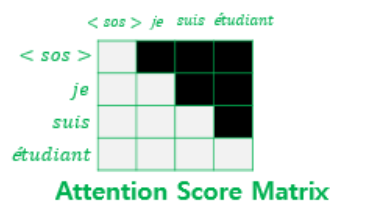 < sos > je suis étudiant
< sos >
je
suis
étudiant
Attention Score Matrix